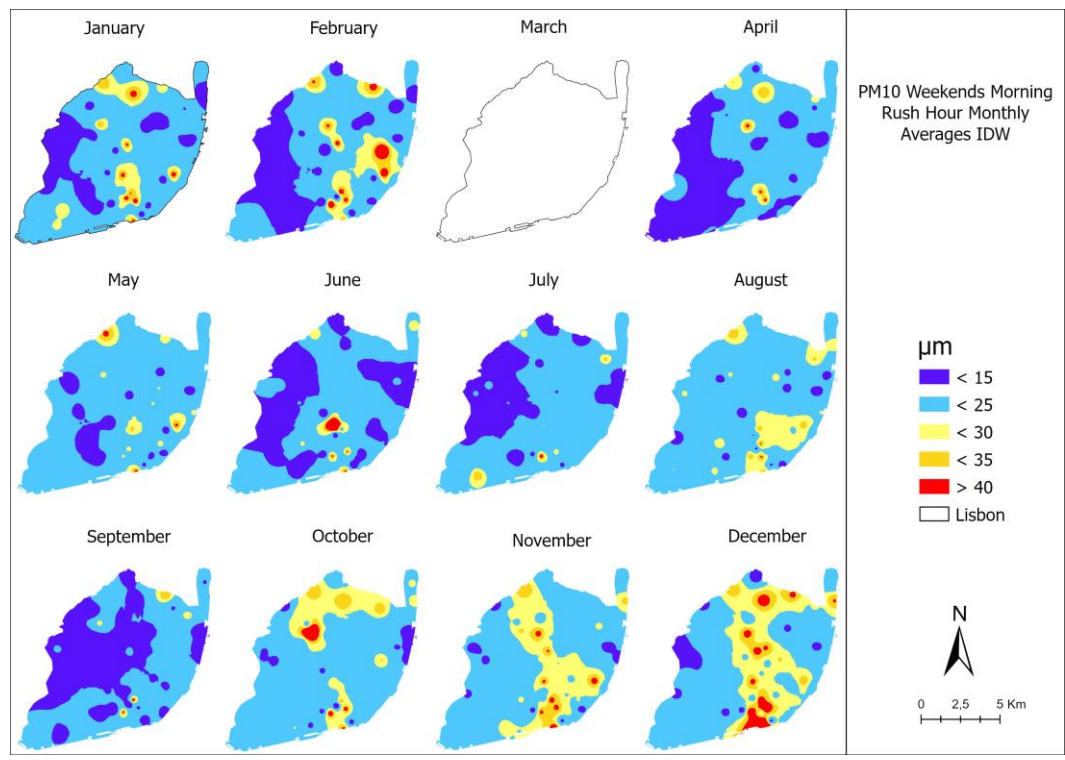 January
February
March
April
PM10 Weekends Morning
Rush Hour Monthly
Averages IDW
May
June
July
August
µm
< 15
< 25
< 30
< 35
> 40
Lisbon
September
October
November
December
N
0 2,5 5 Km